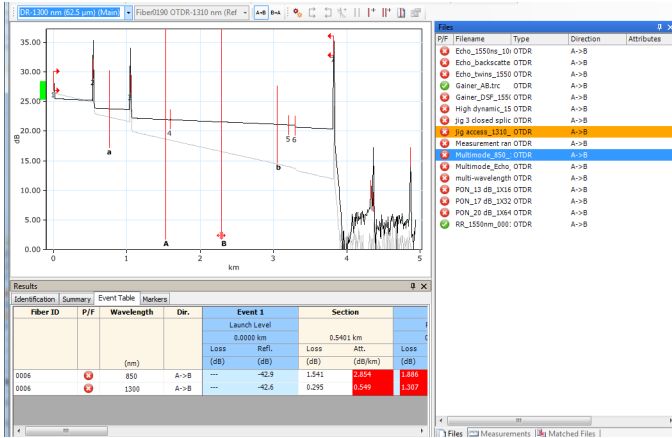 DR-1300 nm (62.5 µm) (Main) Fiber0190 OTDR-1310 nm (Ref A+B B+A
35.00
30.00
25.00
20.00
15.00
10.00
5.00
0.00
dB
2
3
4
5 6
a
b
A
B
0 1 2 3 4 5
km
Results
Identification Summary Event Table Markers
Fiber ID P/F Wavelength Dir. Event 1 Section
Launch Level
0.0000 km 0.5401 km
Loss Refl. Loss Att. Loss
(nm) (dB) (dB) (dB) (dB/km) (dB)
0006 850 A->B --- -42.9 1.541 2.854 1.886
0006 1300 A->B --- -42.6 0.295 0.549 1.307
Files
P/F Filename Type Direction Attributes
Echo_1550ns_10( OTDR A->B
Echo_backscatte OTDR A->B
Echo_twins_1550 OTDR A->B
Gainer_AB.trc OTDR A->B
Gainer_DSF_155( OTDR A->B
High dynamic_15 OTDR A->B
jig 3 closed splic OTDR A->B
jig access_1310_ OTDR A->B
Measurement ran OTDR A->B
Multimode_850_ OTDR A->B
Multimode_Echo_ OTDR A->B
multi-wavelength OTDR A->B
PON_13 dB_1X16 OTDR A->B
PON_17 dB_1X32 OTDR A->B
PON_20 dB_1X64 OTDR A->B
RR_1550nm_000: OTDR A->B
Files Measurements Matched Files